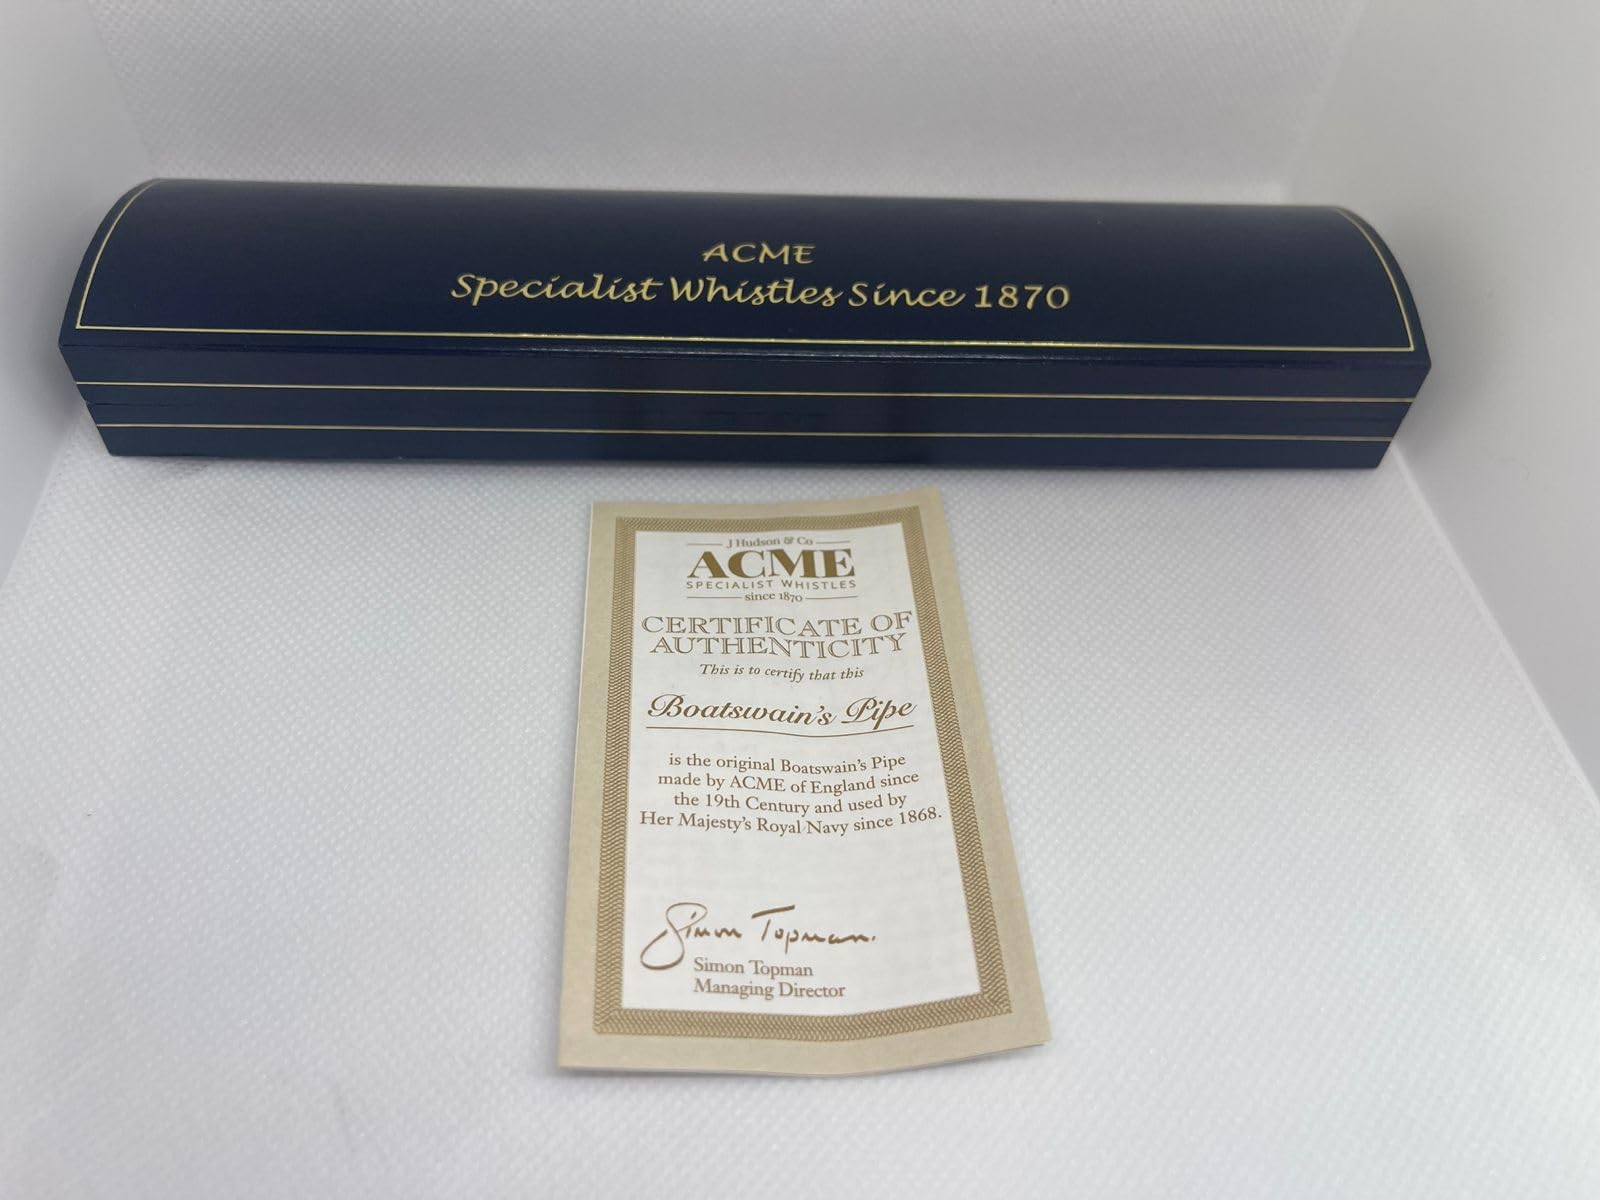 ACME
Specialist Whistles Since 1870
J Hudson & Co
ACME
SPECIALIST WHISTLES
since 1870
CERTIFICATE OF
AUTHENTICITY
This is to certify that this
Boatswain's Pipe
is the original Boatswain's Pipe
made by ACME of England since
the 19th Century and used by
Her Majesty's Royal Navy since 1868.
Simon Topman.
Simon Topman
Managing Director